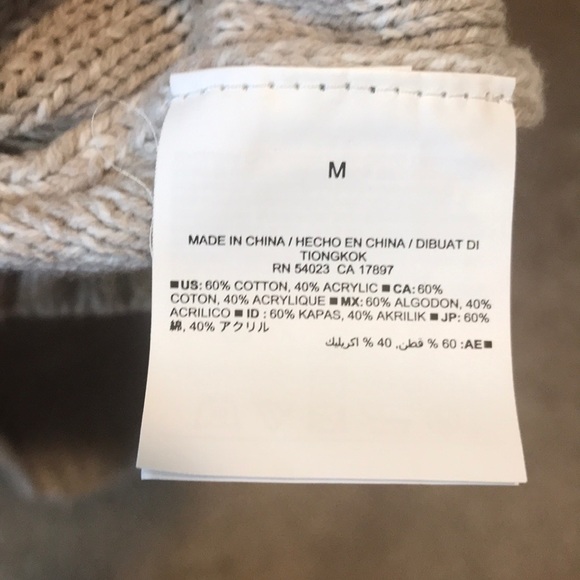 M
MADE IN CHINA / HECHO EN CHINA / DIBUAT DI
TIONGKOK
RN 54023 CA 17897
■US: 60% COTTON, 40% ACRYLIC ■ CA: 60%
COTON, 40% ACRYLIQUE ■ MX: 60% ALGODON, 40%
ACRILICO ■ ID : 60% KAPAS, 40% AKRILIK ■ JP: 60%
綿, 40% アクリル
■AE: 60 % قطن, 40 % اكريليك